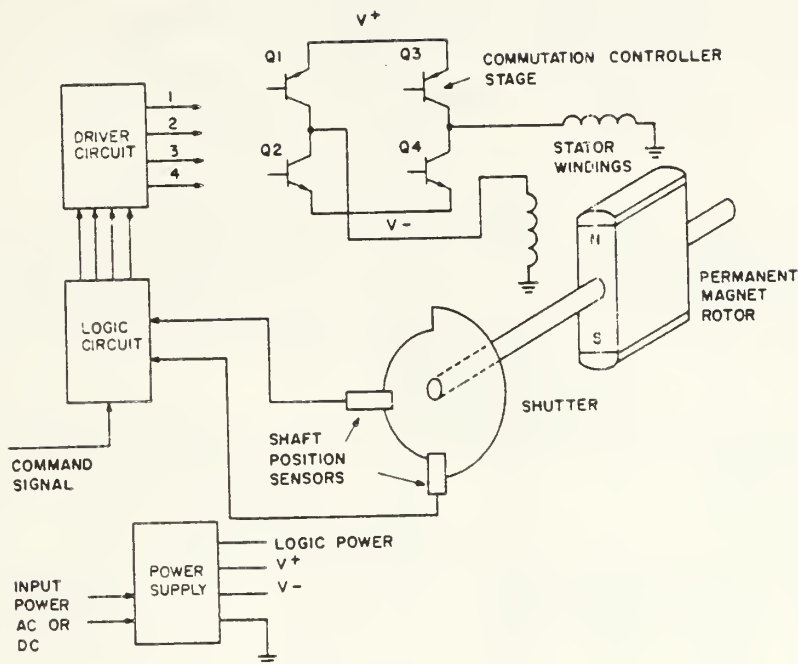 V+
Q1
Q3
COMMUTATION CONTROLLER
STAGE
DRIVER
CIRCUIT
1
2
3
4
Q2
Q4
STATOR
WINDINGS
V-
N
S
PERMANENT
MAGNET
ROTOR
LOGIC
CIRCUIT
SHUTTER
SHAFT
POSITION
SENSORS
COMMAND
SIGNAL
POWER
SUPPLY
LOGIC POWER
V+
V-
INPUT
POWER
AC OR
DC